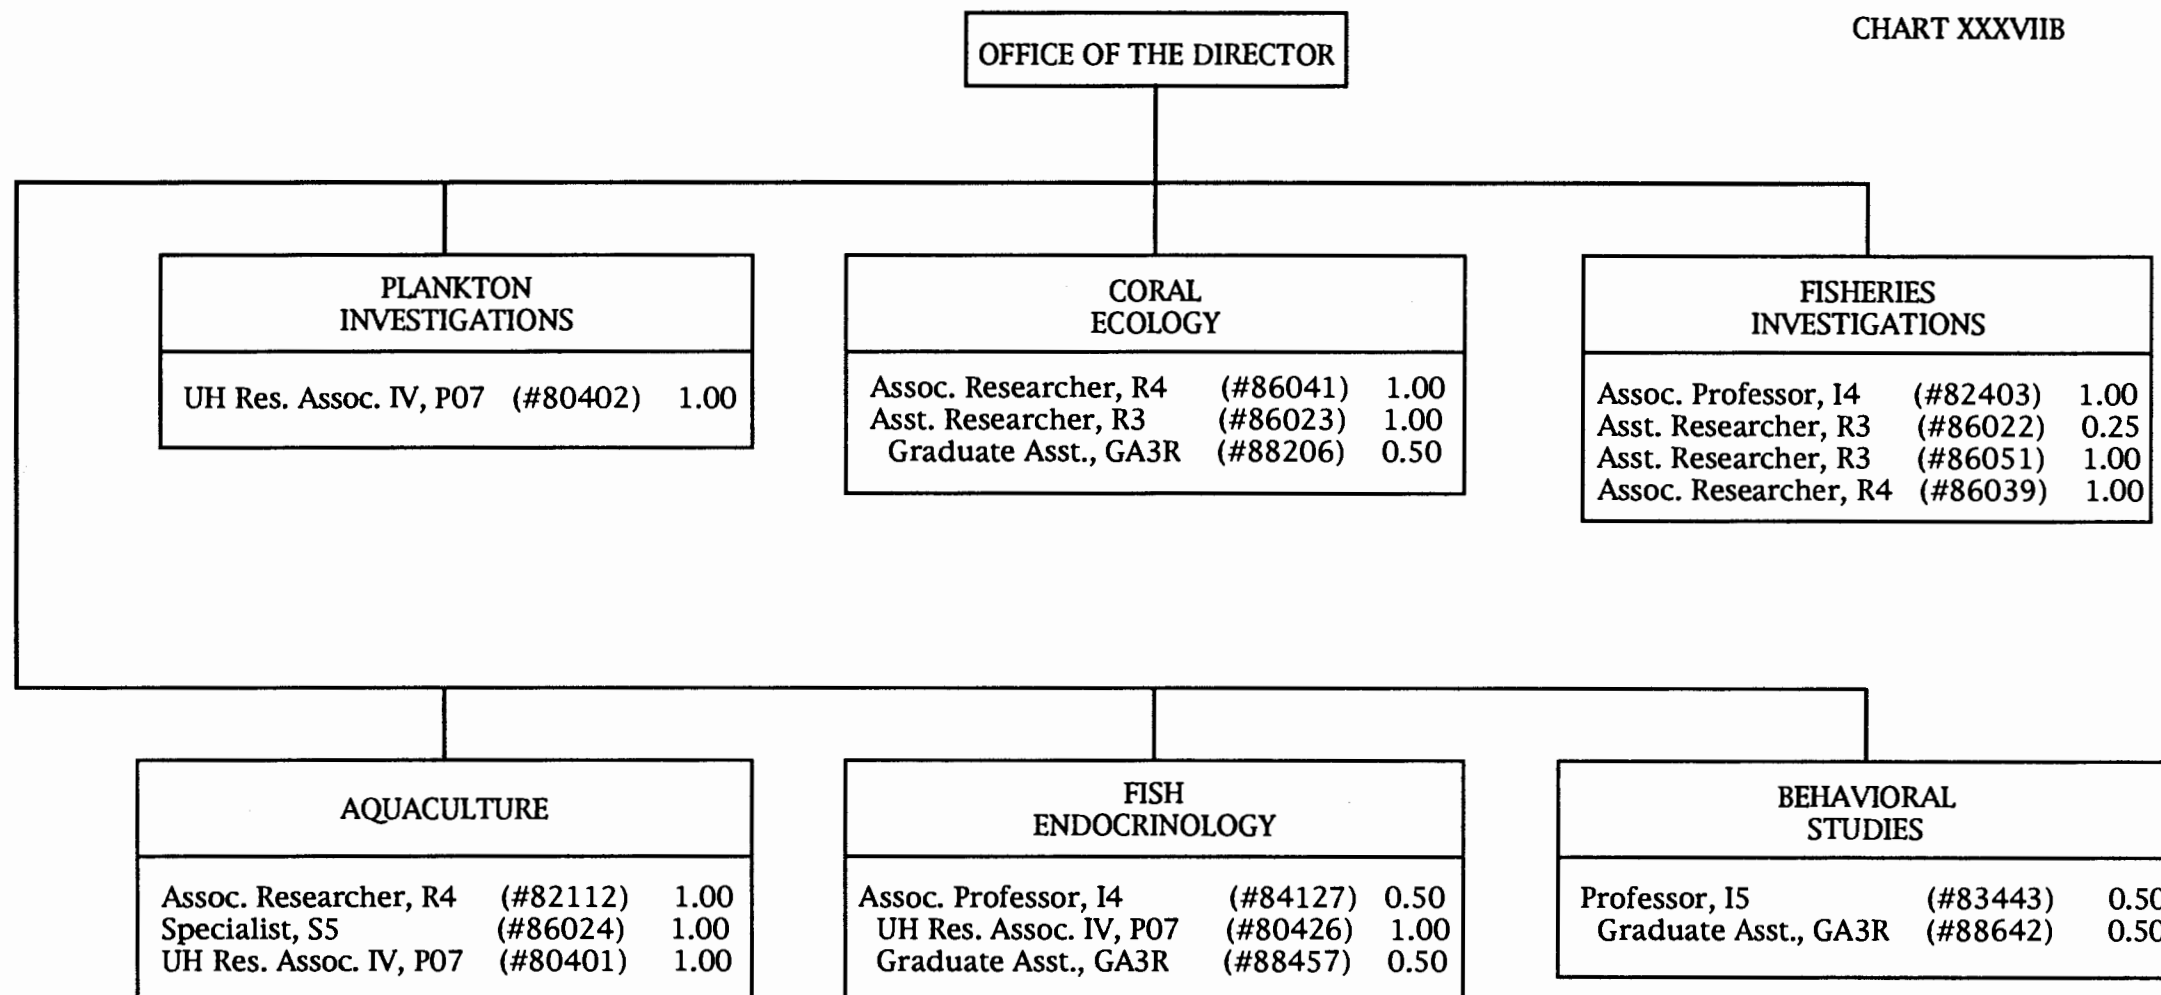 CHART XXXVIIB
OFFICE OF THE DIRECTOR
PLANKTON
INVESTIGATIONS
UH Res. Assoc. IV, P07 (#80402) 1.00
CORAL
ECOLOGY
Assoc. Researcher, R4 (#86041) 1.00
Asst. Researcher, R3 (#86023) 1.00
Graduate Asst., GA3R (#88206) 0.50
FISHERIES
INVESTIGATIONS
Assoc. Professor, I4 (#82403) 1.00
Asst. Researcher, R3 (#86022) 0.25
Asst. Researcher, R3 (#86051) 1.00
Assoc. Researcher, R4 (#86039) 1.00
AQUACULTURE
Assoc. Researcher, R4 (#82112) 1.00
Specialist, S5 (#86024) 1.00
UH Res. Assoc. IV, P07 (#80401) 1.00
FISH
ENDOCRINOLOGY
Assoc. Professor, I4 (#84127) 0.50
UH Res. Assoc. IV, P07 (#80426) 1.00
Graduate Asst., GA3R (#88457) 0.50
BEHAVIORAL
STUDIES
Professor, I5 (#83443) 0.50
Graduate Asst., GA3R (#88642) 0.50